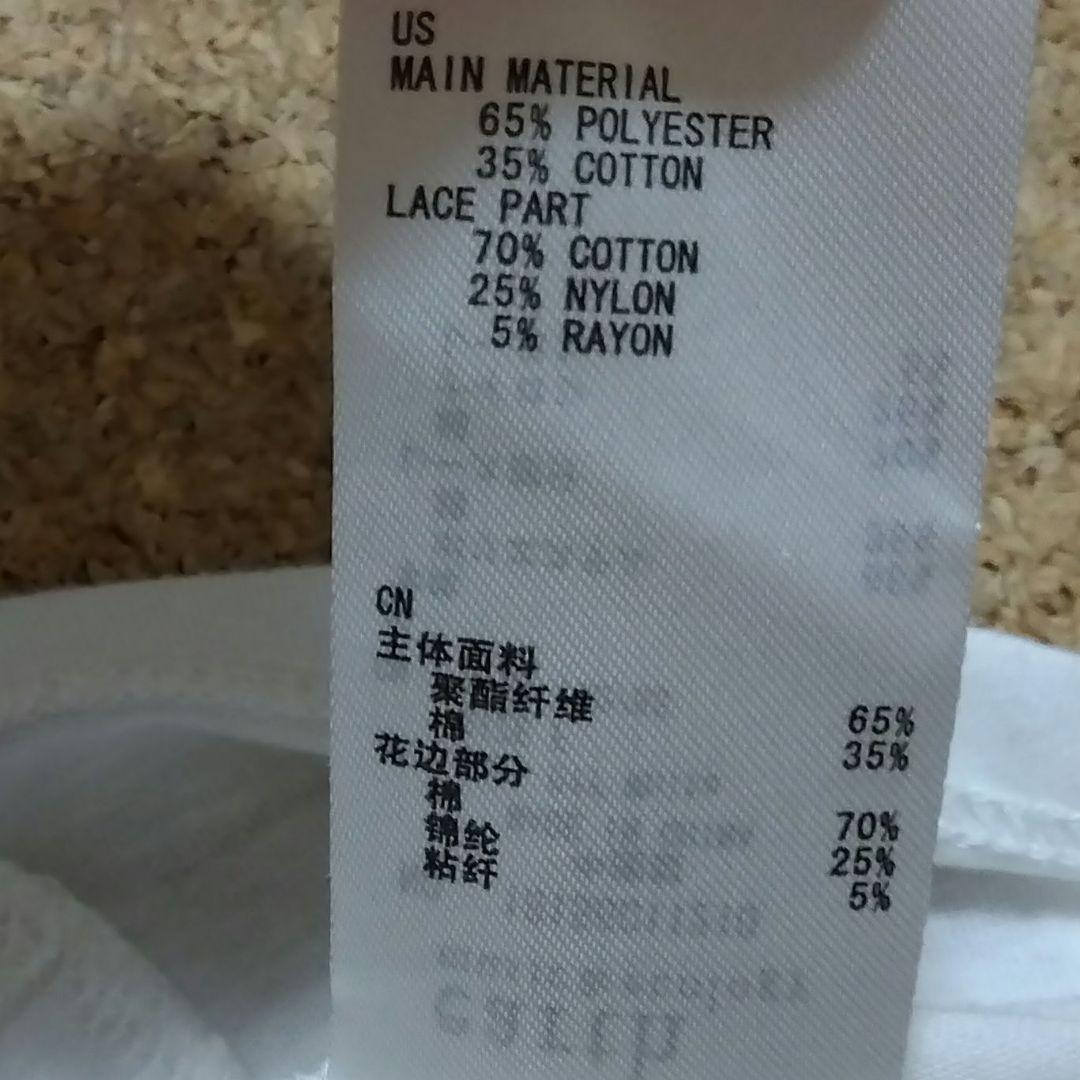 US
MAIN MATERIAL
65% POLYESTER
35% COTTON
LACE PART
70% COTTON
25% NYLON
5% RAYON
CN
主体面料
聚酯纤维 65%
棉 35%
花边部分
棉 70%
锦纶 25%
粘纤 5%